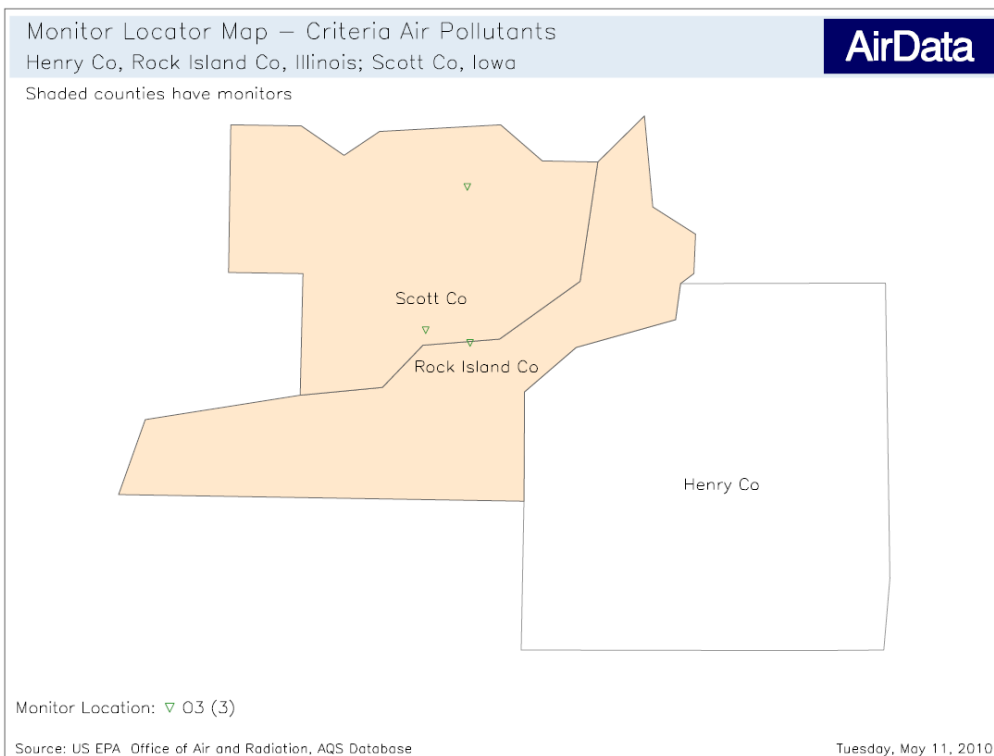 Monitor Locator Map – Criteria Air Pollutants
AirData
Henry Co, Rock Island Co, Illinois; Scott Co, Iowa
Shaded counties have monitors
Scott Co
Rock Island Co
Henry Co
Monitor Location: ▽ O3 (3)
Source: US EPA Office of Air and Radiation, AQS Database
Tuesday, May 11, 2010